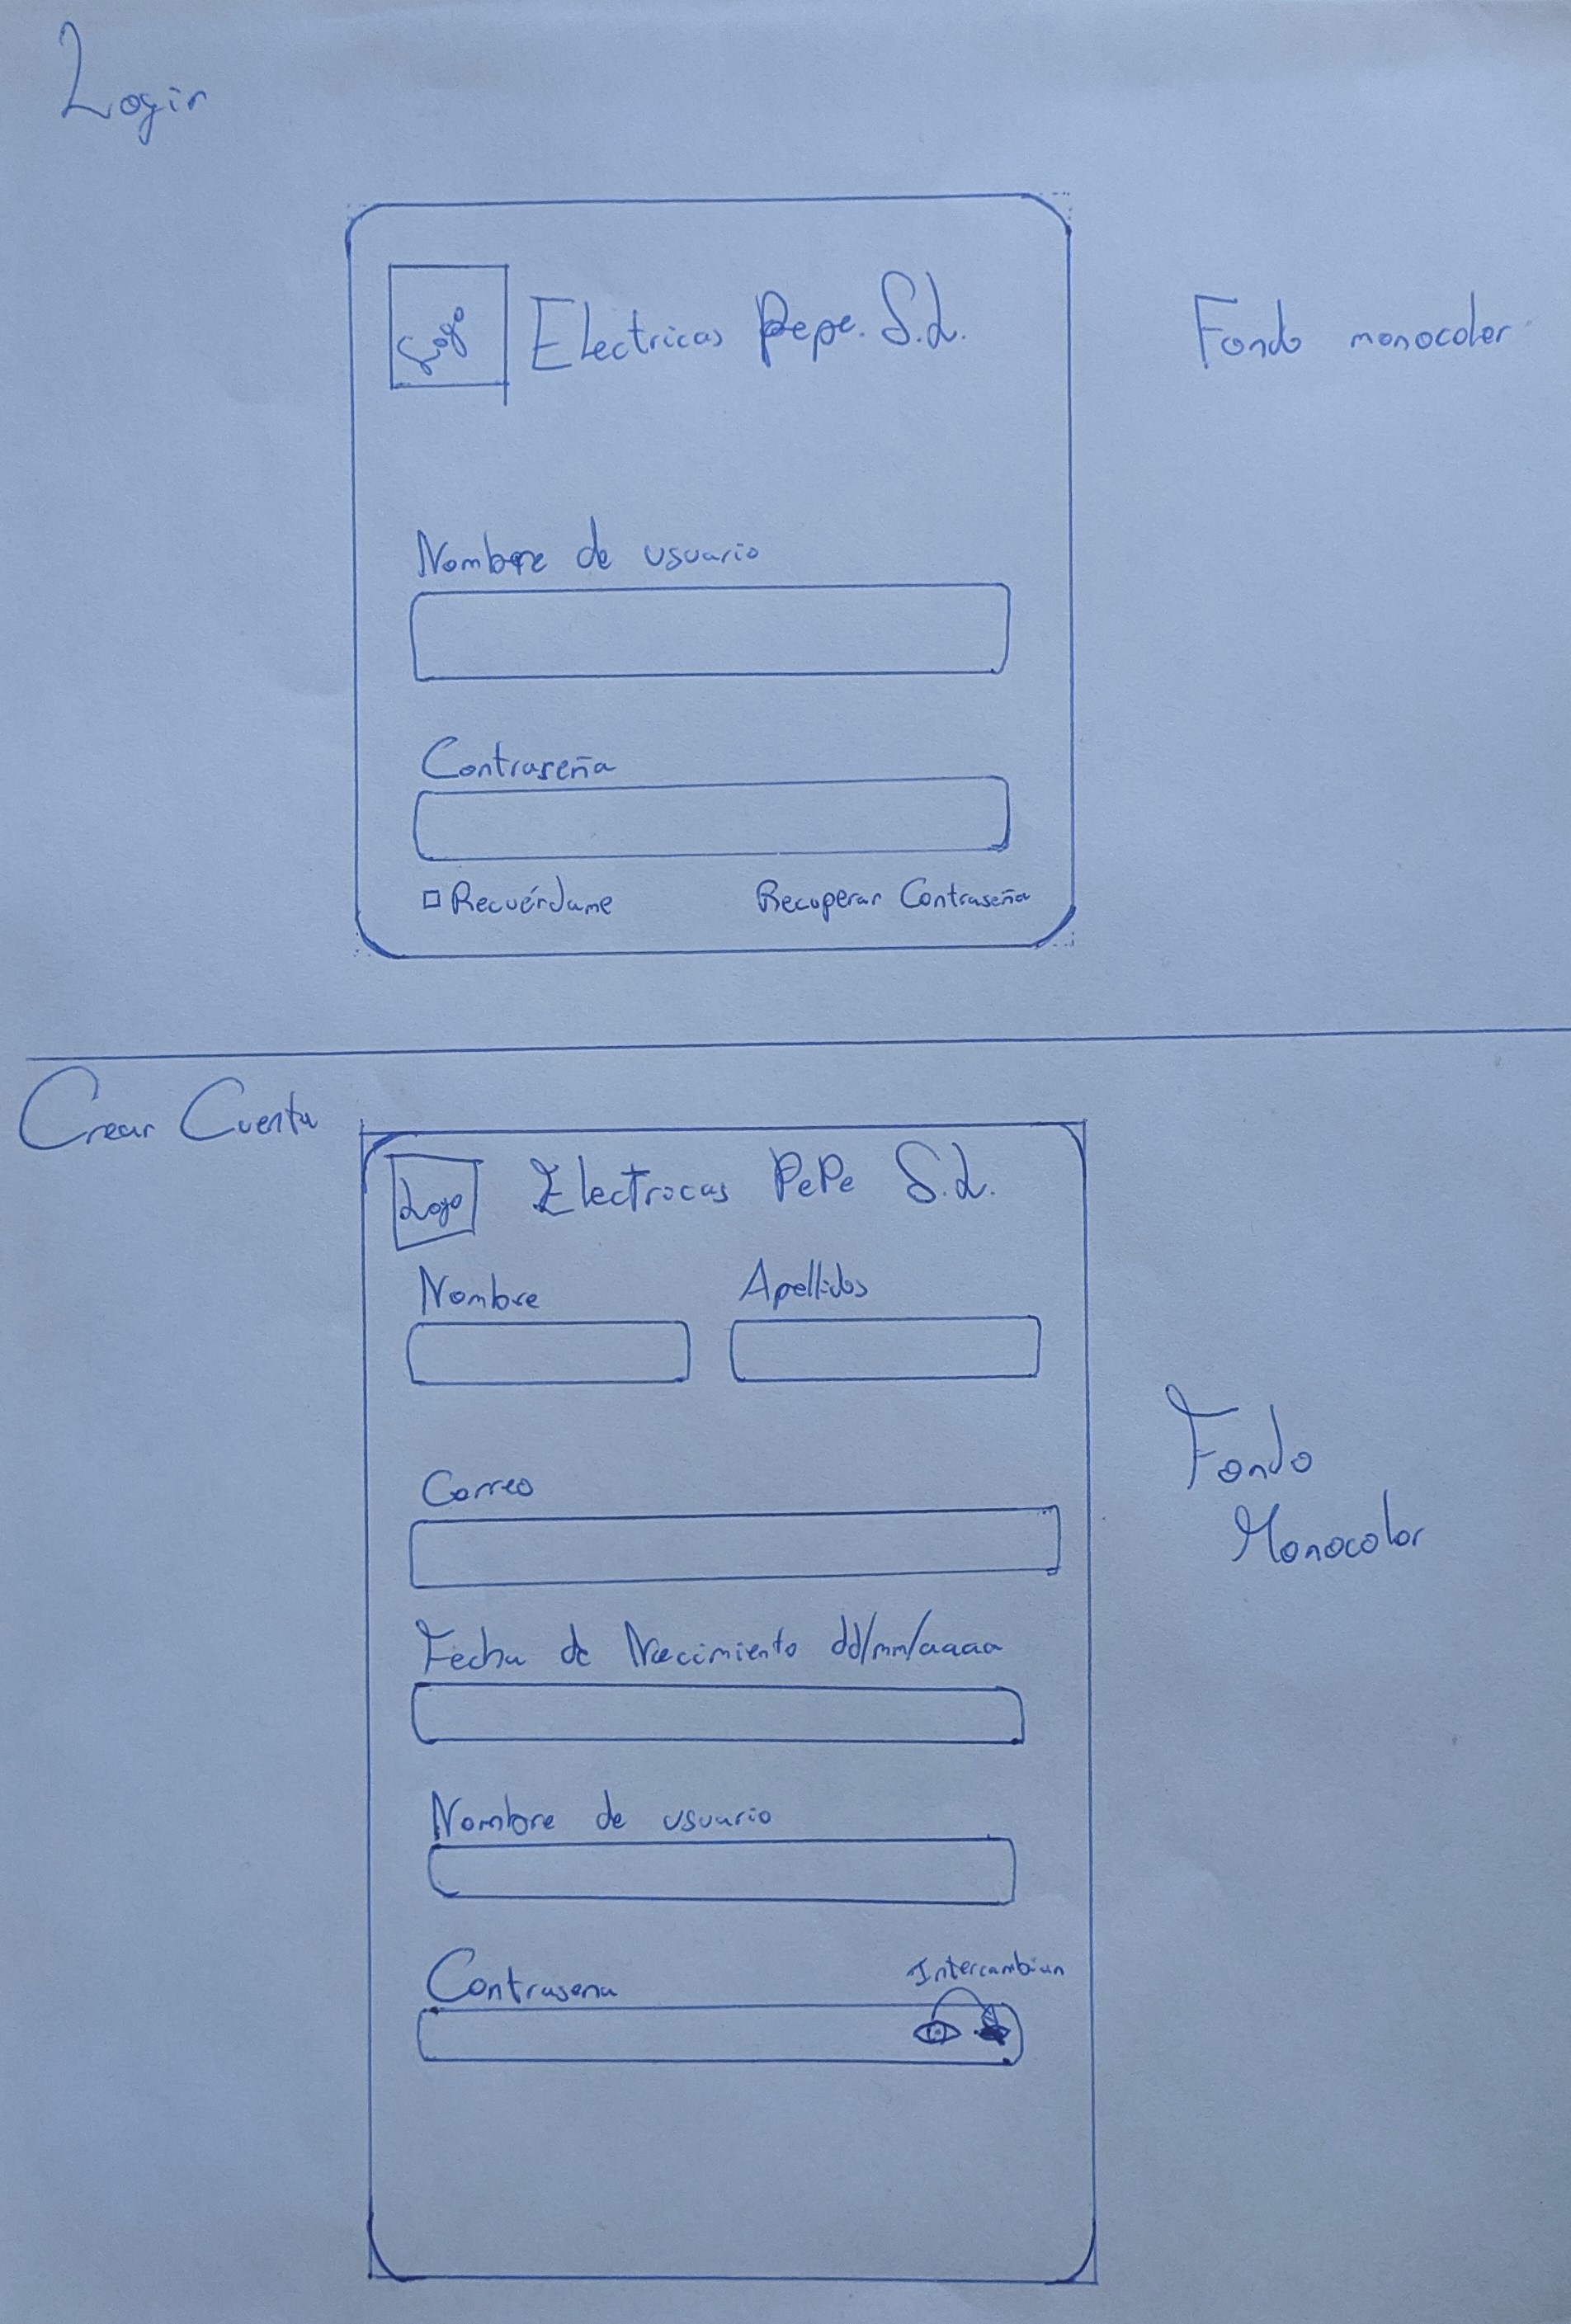 Login
Logo
Electricas Pepe. S.L.
Fondo monocolor
Nombre de usuario
Contraseña
Recuérdame
Recuperar Contraseña
Crear Cuenta
Logo
Electrocas PePe S.L.
Nombre
Apellidos
Correo
Fondo
Monocolor
Fecha de Nacimiento dd/mm/aaaa
Nombre de usuario
Contrasena
Intercambian